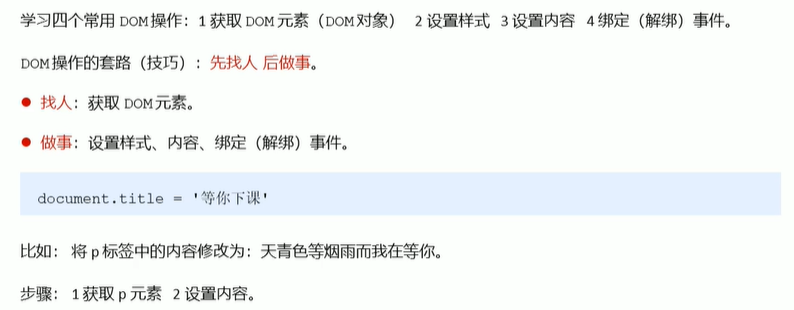 学习四个常用 DOM 操作：1 获取 DOM 元素（DOM 对象） 2 设置样式 3 设置内容 4 绑定（解绑）事件。
DOM 操作的套路（技巧）：先找人 后做事。
● 找人：获取 DOM 元素。
● 做事：设置样式、内容、绑定（解绑）事件。
document.title = '等你下课'
比如： 将 p 标签中的内容修改为：天青色等烟雨而我在等你。
步骤： 1 获取 p 元素 2 设置内容。